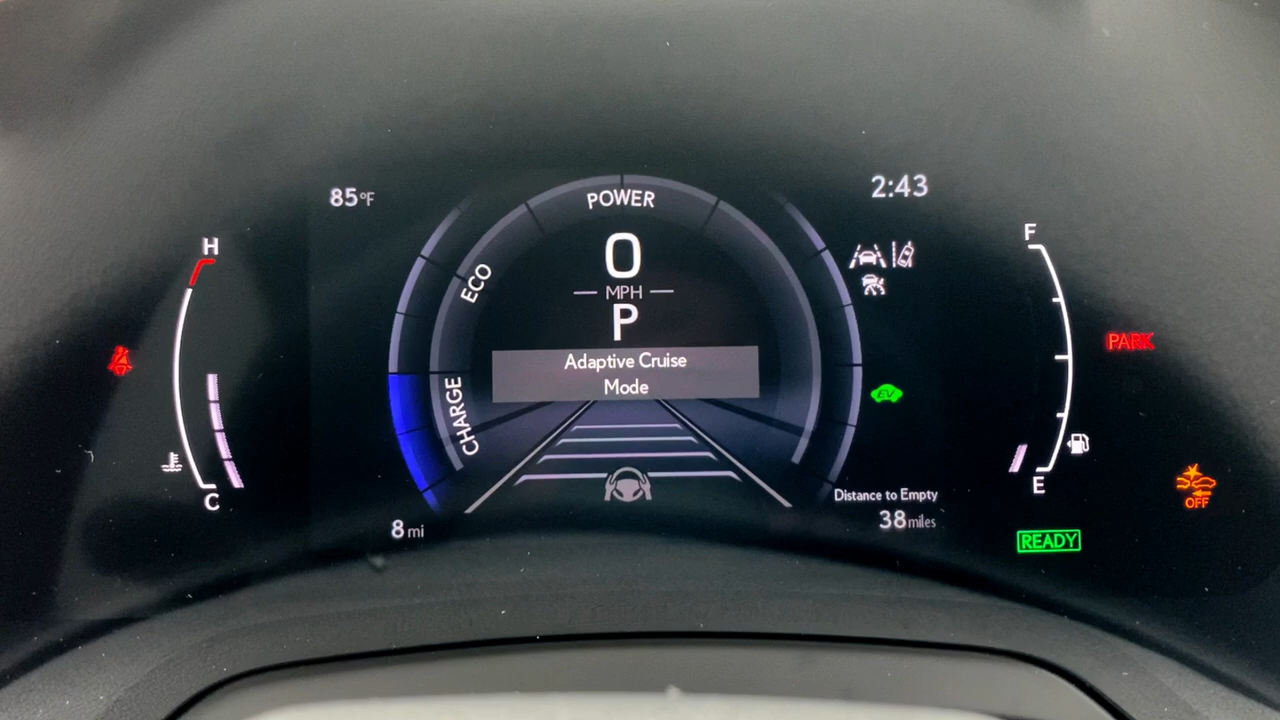 85°F
2:43
POWER
H
F
0
ECO
MPH
P
PARK
Adaptive Cruise
Mode
EV
CHARGE
C
E
Distance to Empty
OFF
8 mi
38 miles
READY